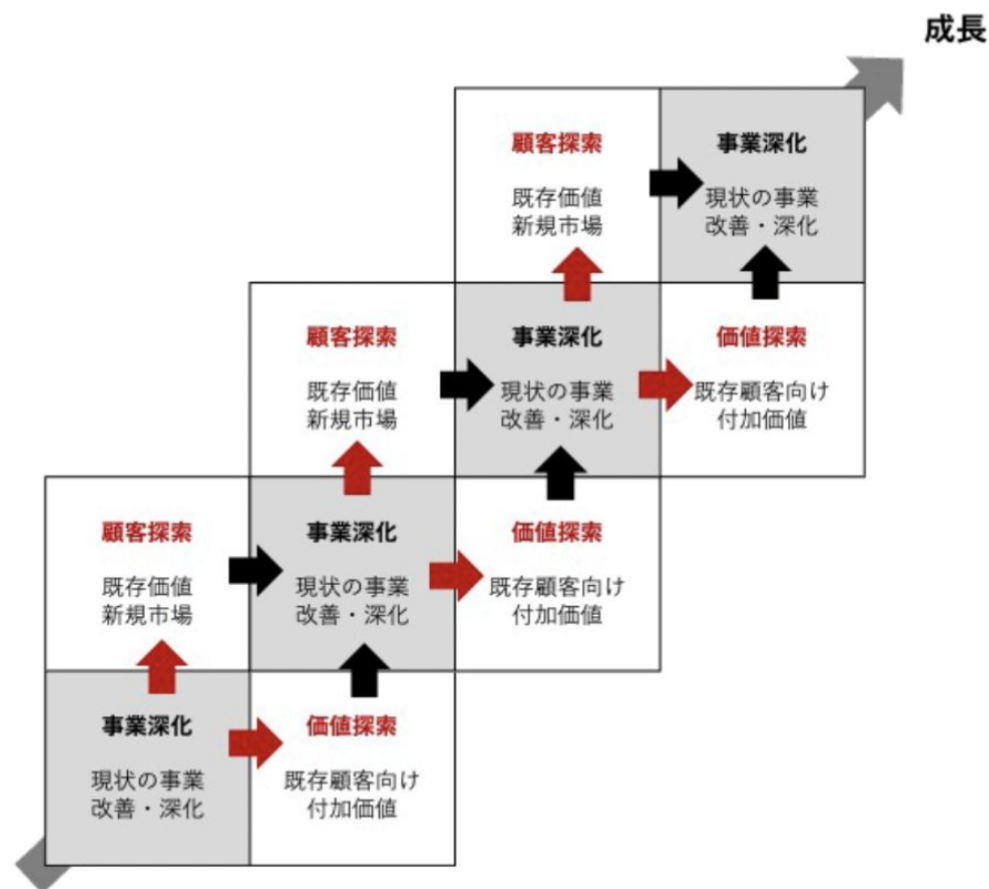 成長
顧客探索
既存価値
新規市場
事業深化
現状の事業
改善・深化
顧客探索
既存価値
新規市場
事業深化
現状の事業
改善・深化
価値探索
既存顧客向け
付加価値
顧客探索
既存価値
新規市場
事業深化
現状の事業
改善・深化
価値探索
既存顧客向け
付加価値
事業深化
現状の事業
改善・深化
価値探索
既存顧客向け
付加価値